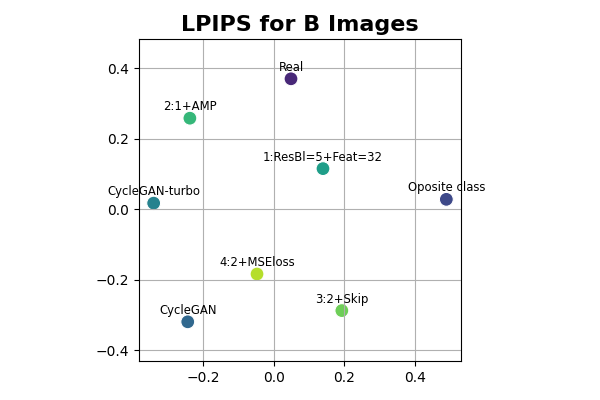 LPIPS for B Images
0.4
Real
2:1+AMP
0.2
1:ResBl=5+Feat=32
CycleGAN-turbo
Oposite class
0.0
4:2+MSEloss
−0.2
3:2+Skip
CycleGAN
−0.4
−0.2 0.0 0.2 0.4